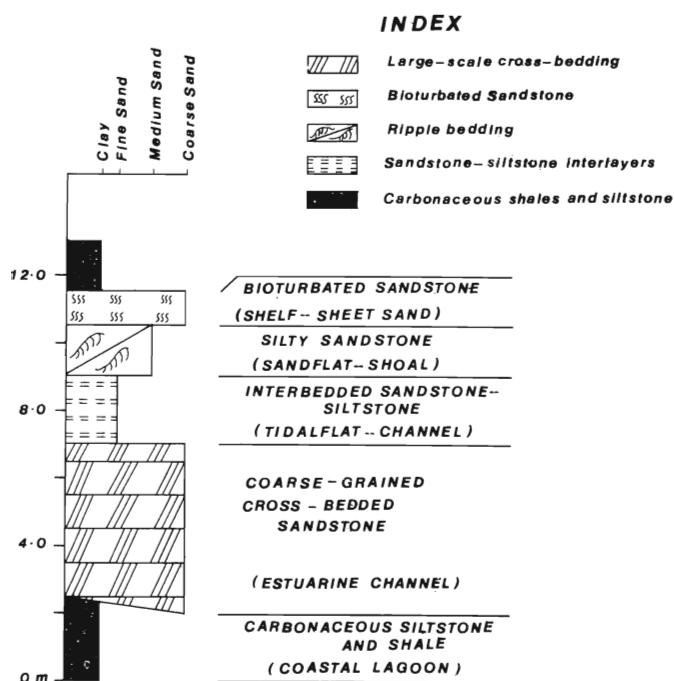 INDEX
Large-scale cross-bedding
Bioturbated Sandstone
Ripple bedding
Sandstone-siltstone interlayers
Carbonaceous shales and siltstone
Clay
Fine Sand
Medium Sand
Coarse Sand
12·0
8·0
4·0
0 m
BIOTURBATED SANDSTONE
(SHELF-SHEET SAND)
SILTY SANDSTONE
(SANDFLAT-SHOAL)
INTERBEDDED SANDSTONE-
SILTSTONE
(TIDALFLAT-CHANNEL)
COARSE-GRAINED
CROSS-BEDDED
SANDSTONE
(ESTUARINE CHANNEL)
CARBONACEOUS SILTSTONE
AND SHALE
(COASTAL LAGOON)